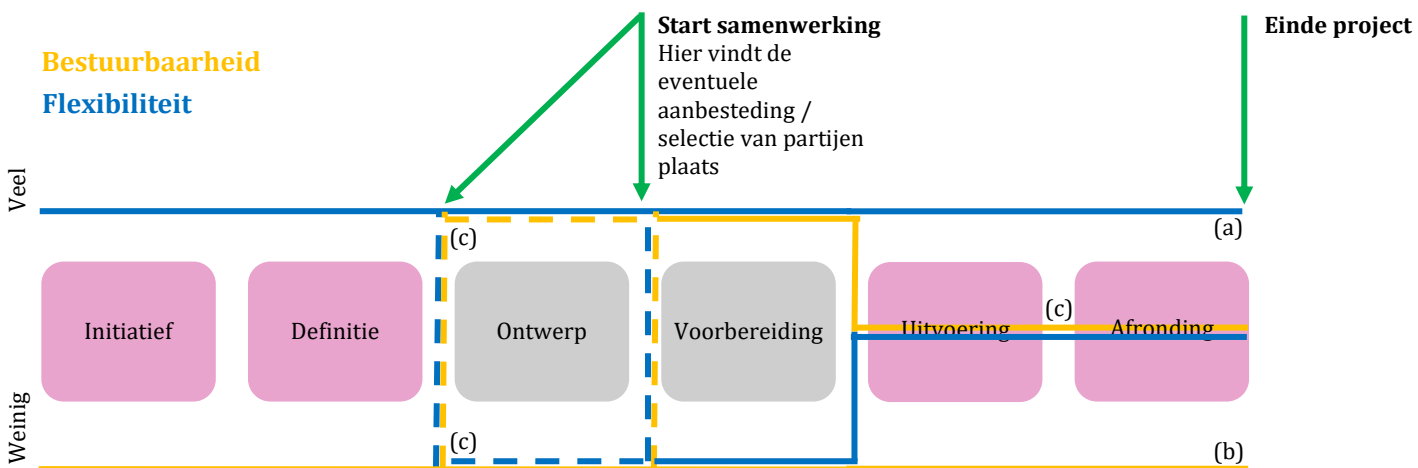 Bestuurbaarheid
Flexibiliteit
Start samenwerking
Hier vindt de
eventuele
aanbesteding /
selectie van partijen
plaats
Einde project
Veel
(c)
(a)
Initiatief
Definitie
Ontwerp
Voorbereiding
Uitvoering
(c)
Afronding
Weinig
(c)
(b)